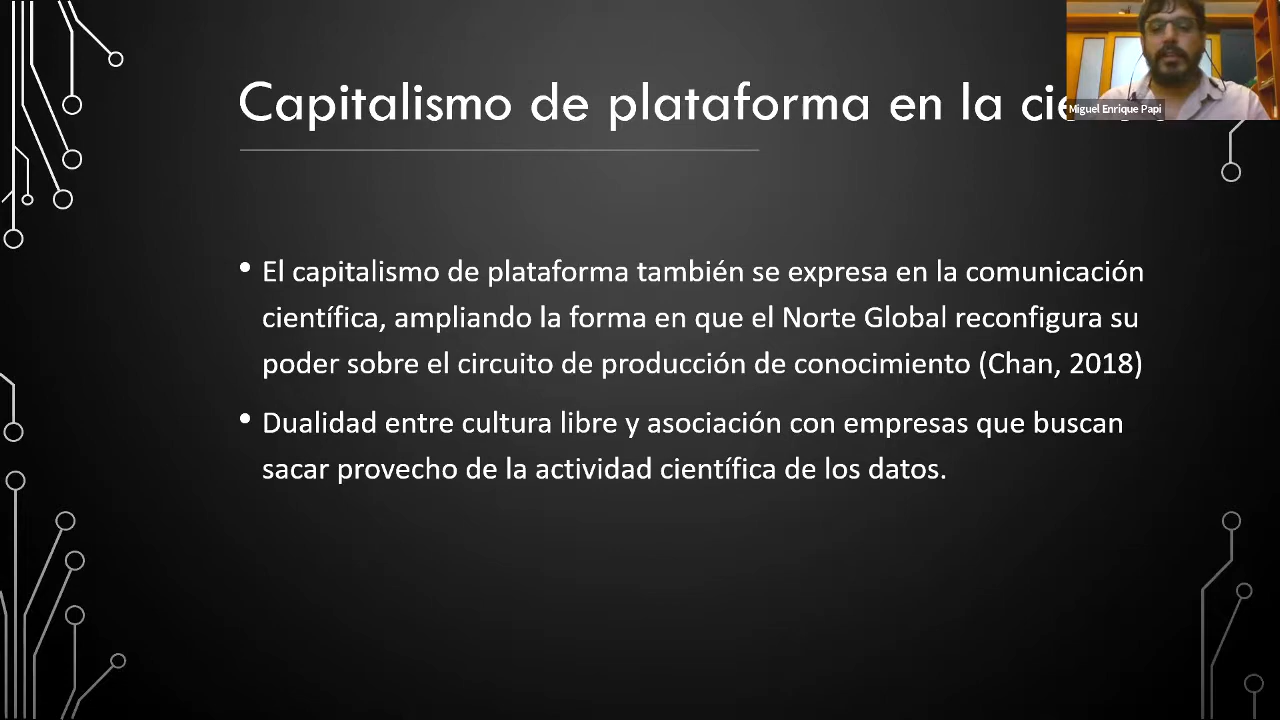 Capitalismo de plataforma en la
Miguel Enrique Papi
• El capitalismo de plataforma también se expresa en la comunicación
científica, ampliando la forma en que el Norte Global reconfigura su
poder sobre el circuito de producción de conocimiento (Chan, 2018)
• Dualidad entre cultura libre y asociación con empresas que buscan
sacar provecho de la actividad científica de los datos.